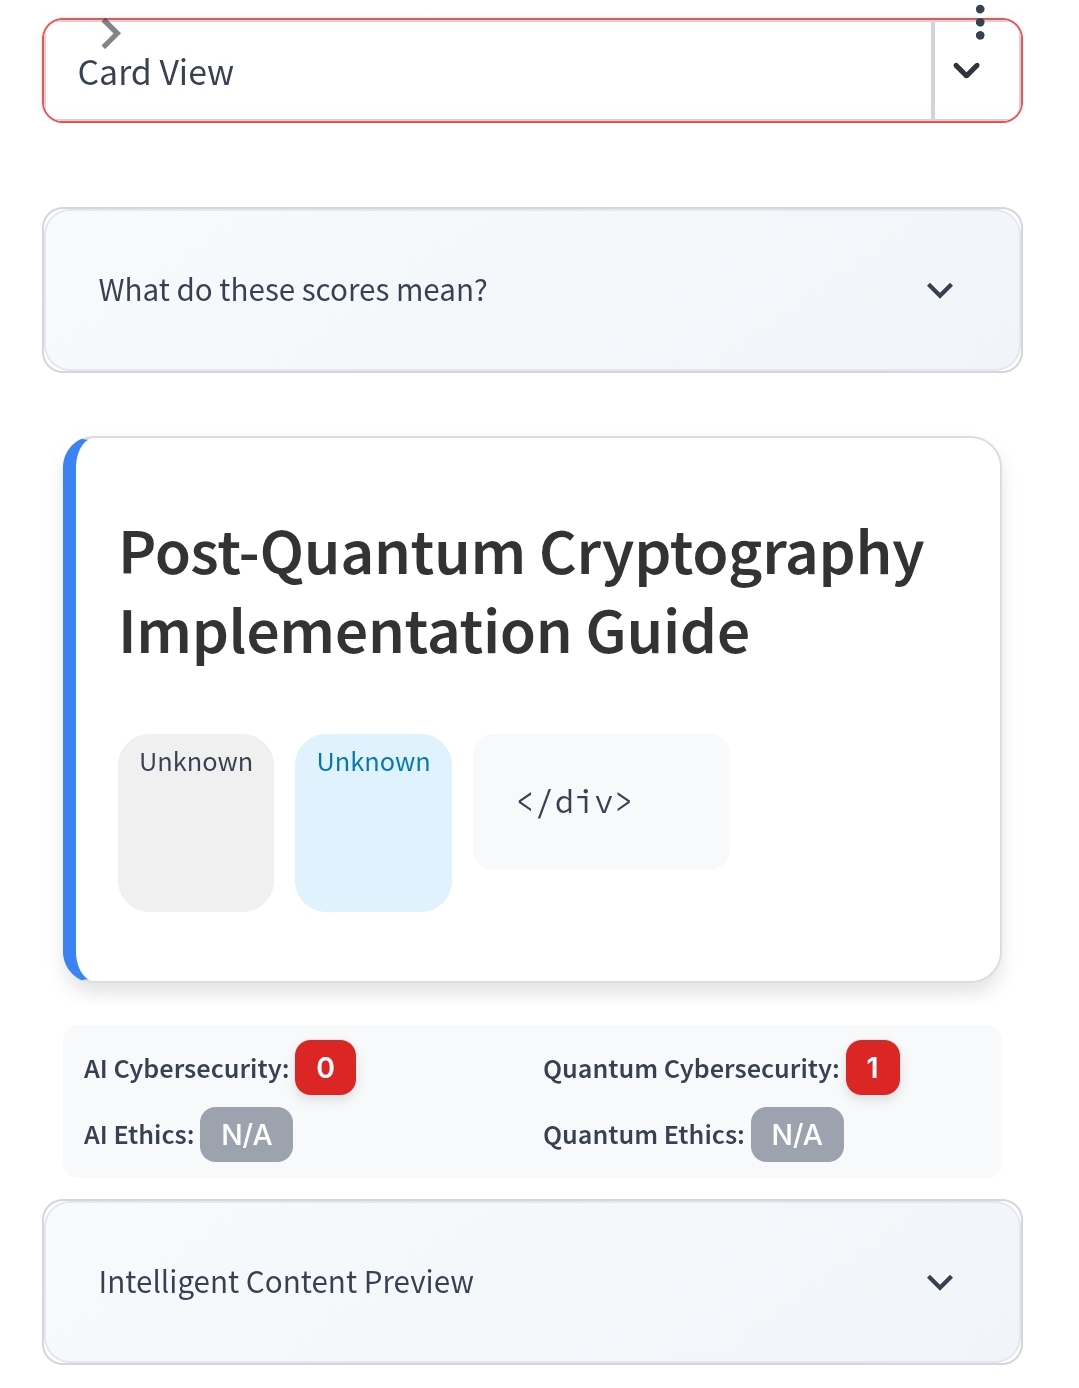 Card View
What do these scores mean?
Post-Quantum Cryptography
Implementation Guide
Unknown
Unknown
</div>
AI Cybersecurity: 0
Quantum Cybersecurity: 1
AI Ethics: N/A
Quantum Ethics: N/A
Intelligent Content Preview